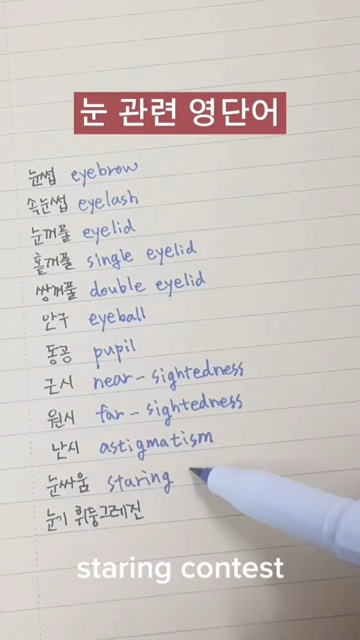 눈 관련 영단어
눈썹 eyebrow
속눈썹 eyelash
눈꺼풀 eyelid
홑꺼풀 single eyelid
쌍꺼풀 double eyelid
안구 eyeball
동공 pupil
근시 near-sightedness
원시 far-sightedness
난시 astigmatism
눈싸움 staring
눈이 휘둥그레진
staring contest